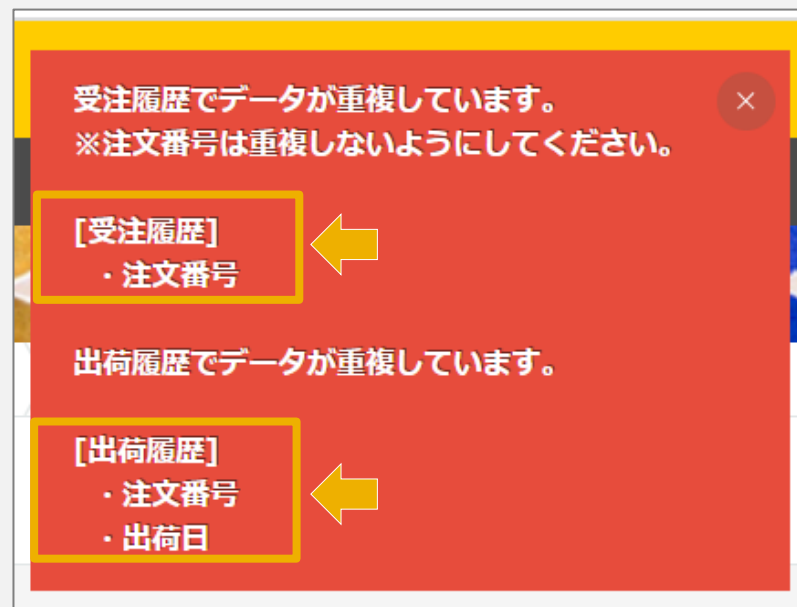 受注履歴でデータが重複しています。
※注文番号は重複しないようにしてください。
[受注履歴]
・注文番号
出荷履歴でデータが重複しています。
[出荷履歴]
・注文番号
・出荷日